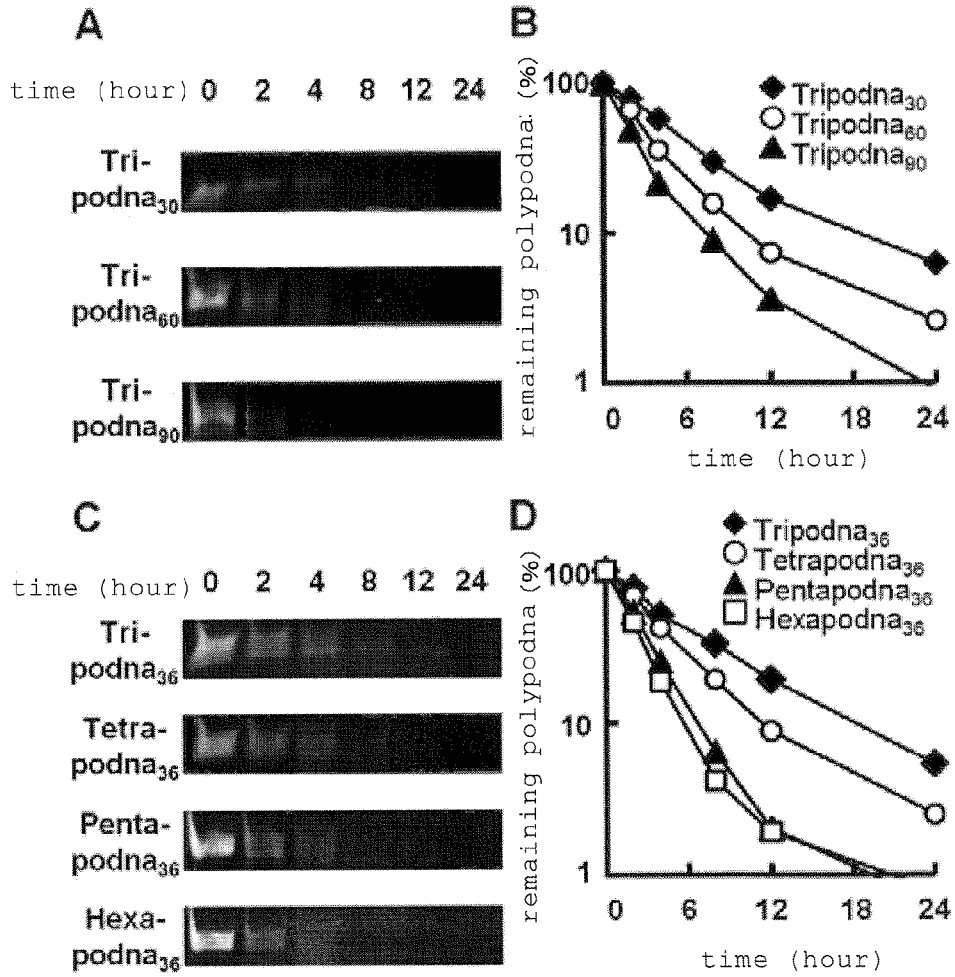 A
time (hour) 0 2 4 8 12 24
Tri-
podna30
Tri-
podna60
Tri-
podna90
B
remaining polypodna: (%)
100
10
1
Tripodna30
Tripodna60
Tripodna90
0 6 12 18 24
time (hour)
C
time (hour) 0 2 4 8 12 24
Tri-
podna36
Tetra-
podna36
Penta-
podna36
Hexa-
podna36
D
remaining polypodna (%)
100
10
1
Tripodna36
Tetrapodna36
Pentapodna36
Hexapodna36
0 6 12 18 24
time (hour)